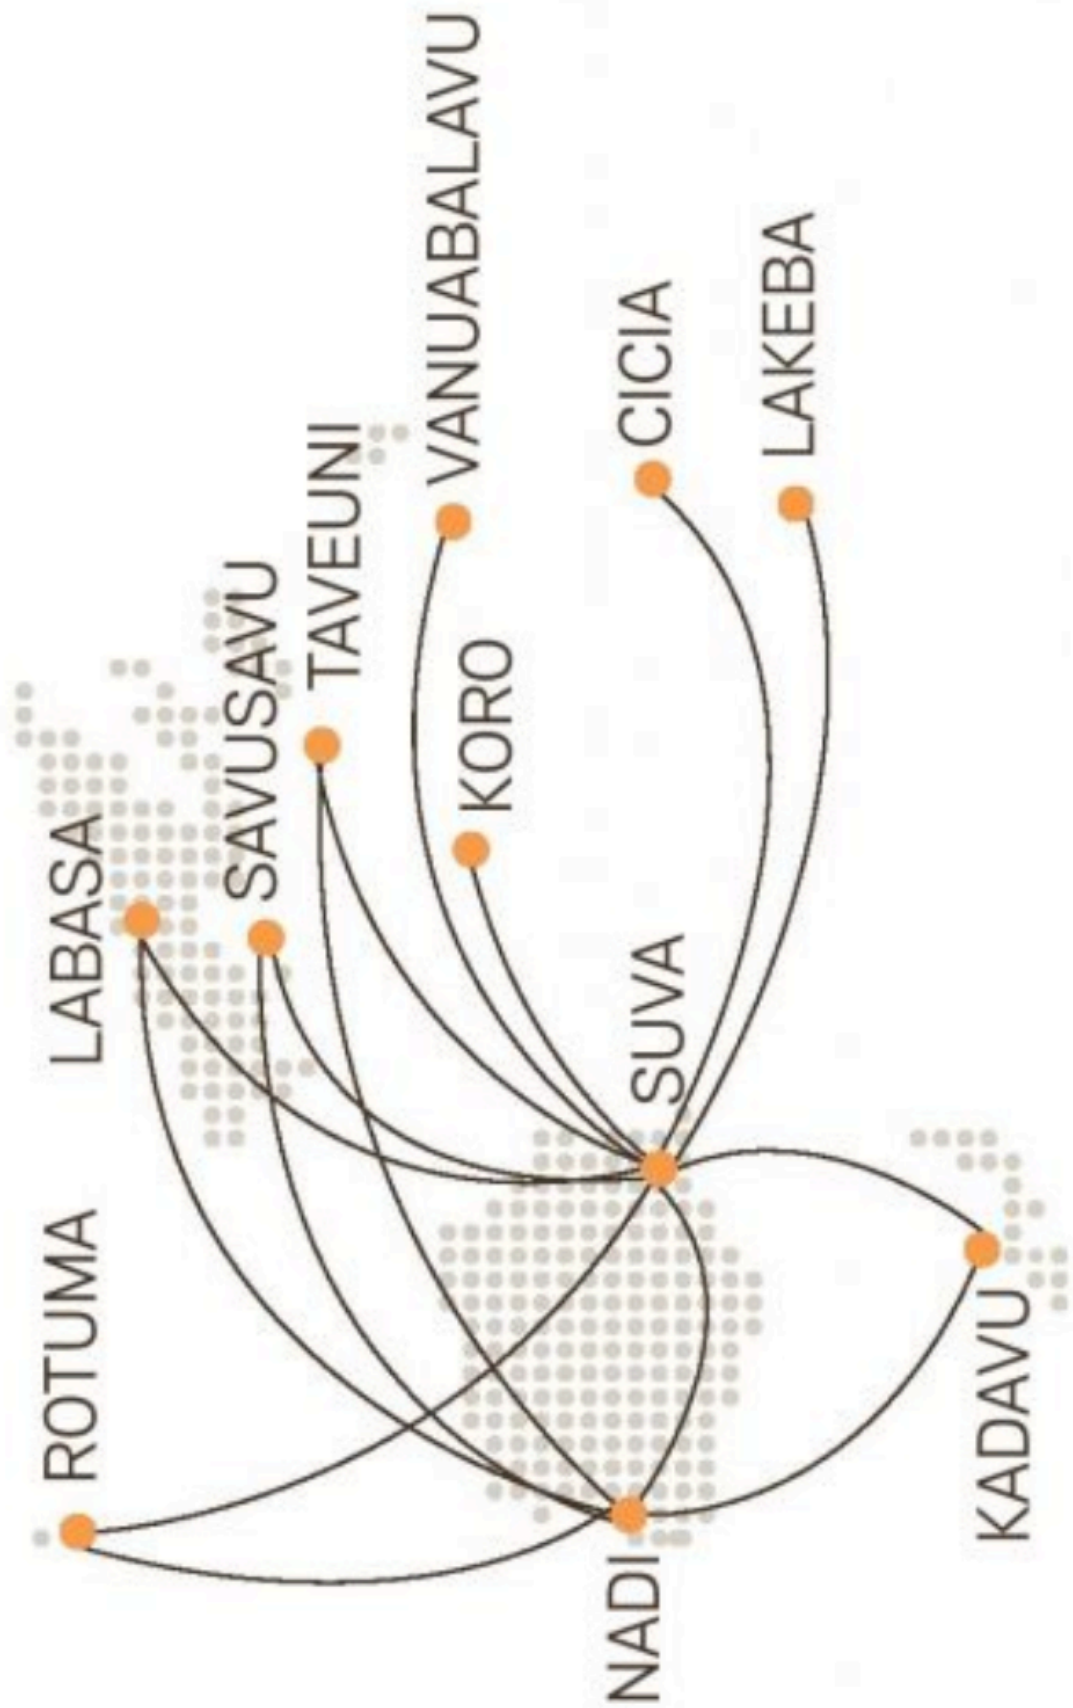 ROTUMA
LABASA
SAVUSAVU
TAVEUNI
VANUABALAVU
KORO
CICIA
LAKEBA
SUVA
NADI
KADAVU